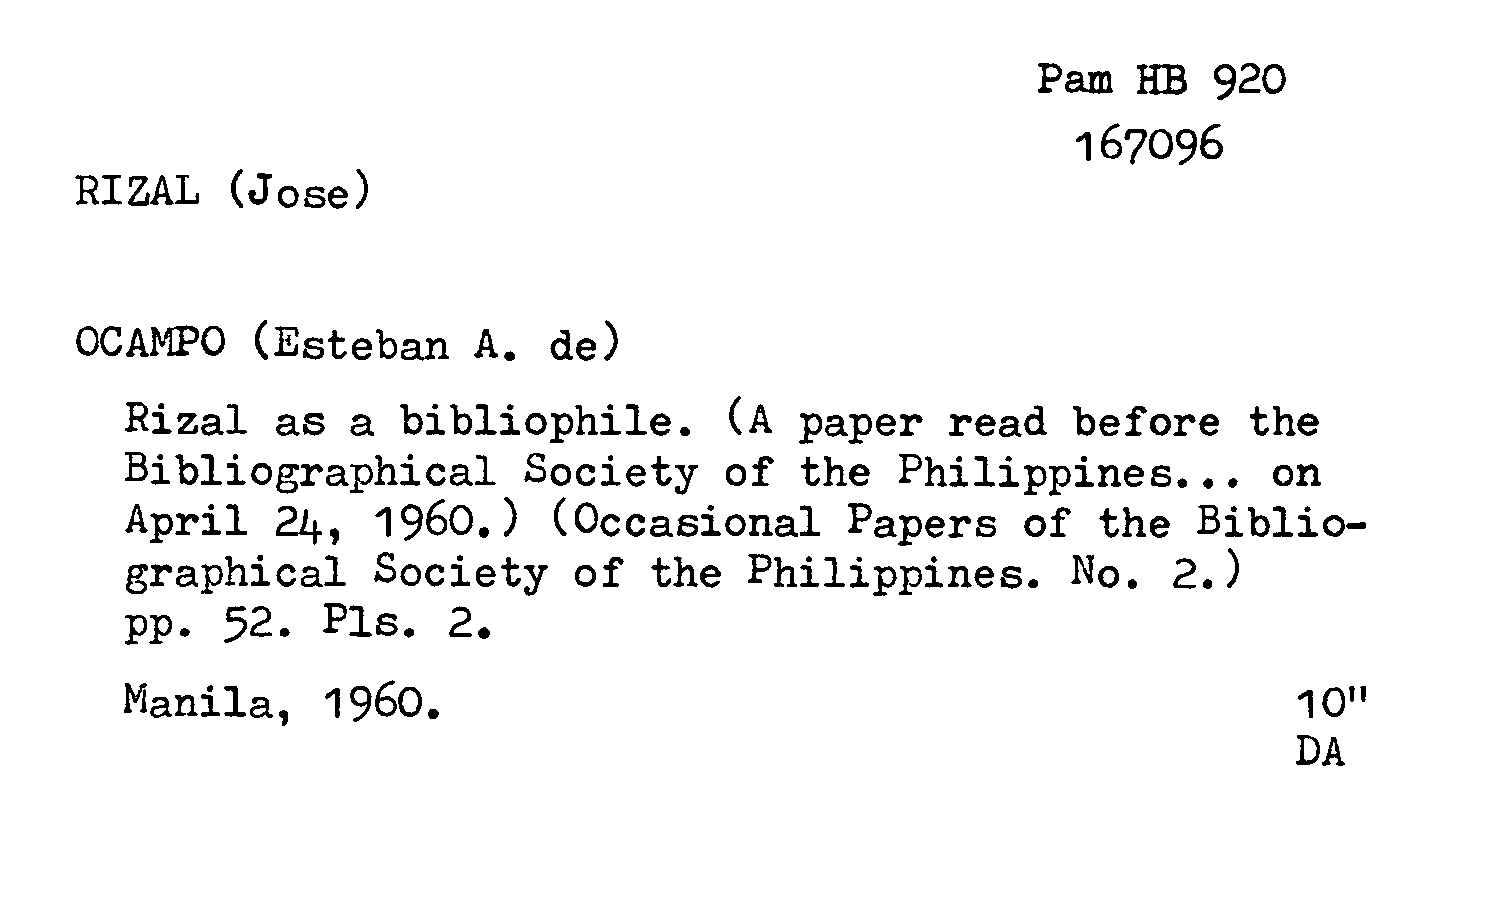 Pam HB 920
167096
RIZAL (Jose)
OCAMPO (Esteban A. de)
Rizal as a bibliophile. (A paper read before the
Bibliographical Society of the Philippines... on
April 24, 1960.) (Occasional Papers of the Biblio-
graphical Society of the Philippines. No. 2.)
pp. 52. Pls. 2.
Manila, 1960.
10"
DA